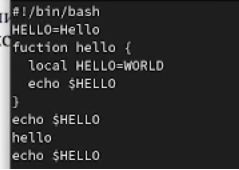 #!/bin/bash
HELLO=Hello
fuction hello {
  local HELLO=WORLD
  echo $HELLO
}
echo $HELLO
hello
echo $HELLO